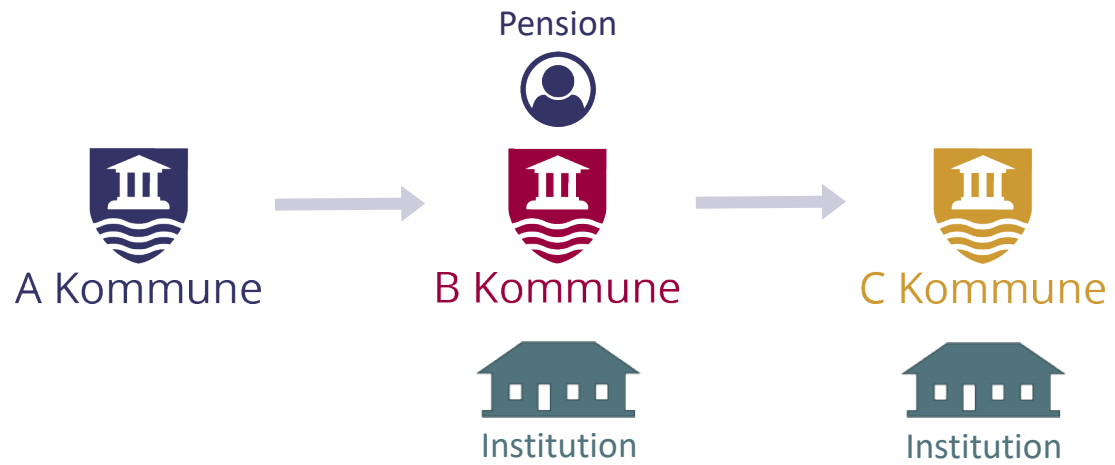 Pension
A Kommune
B Kommune
C Kommune
Institution
Institution